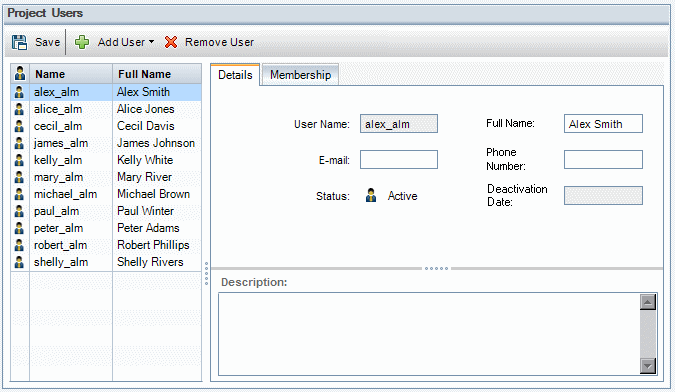 Project Users
Save Add User Remove User
Name Full Name
alex_alm Alex Smith
alice_alm Alice Jones
cecil_alm Cecil Davis
james_alm James Johnson
kelly_alm Kelly White
mary_alm Mary River
michael_alm Michael Brown
paul_alm Paul Winter
peter_alm Peter Adams
robert_alm Robert Phillips
shelly_alm Shelly Rivers
Details Membership
User Name: alex_alm Full Name: Alex Smith
E-mail: Phone
Number:
Status: Active Deactivation
Date:
Description: